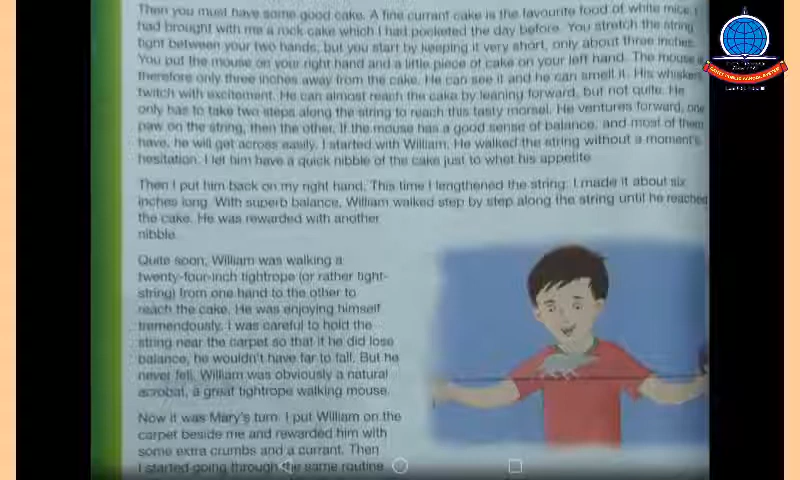 Then you must have some good cake. A fine currant cake is the favourite food of white mice. I
had brought with me a rock cake which I had pocketed the day before. You stretch the string
tight between your two hands, but you start by keeping it very short, only about three inches.
You put the mouse on your right hand and a little piece of cake on your left hand. The mouse is
therefore only three inches away from the cake. He can see it and he can smell it. His whiskers
twitch with excitement. He can almost reach the cake by leaning forward, but not quite. He
only has to take two steps along the string to reach this tasty morsel. He ventures forward, one
paw on the string, then the other. If the mouse has a good sense of balance, and most of them
have, he will get across easily. I started with William. He walked the string without a moment's
hesitation. I let him have a quick nibble of the cake just to whet his appetite
Then I put him back on my right hand. This time I lengthened the string. I made it about six
inches long. With superb balance, William walked step by step along the string until he reached
the cake. He was rewarded with another
nibble.
Quite soon, William was walking a
twenty-four-inch tightrope (or rather tight-
string) from one hand to the other to
reach the cake. He was enjoying himself
tremendously. I was careful to hold the
string near the carpet so that if he did lose
balance, he wouldn't have far to fall. But he
never fell. William was obviously a natural
acrobat, a great tightrope walking mouse.
Now it was Mary's turn. I put William on the
carpet beside me and rewarded him with
some extra crumbs and a currant. Then
I started going through the same routine